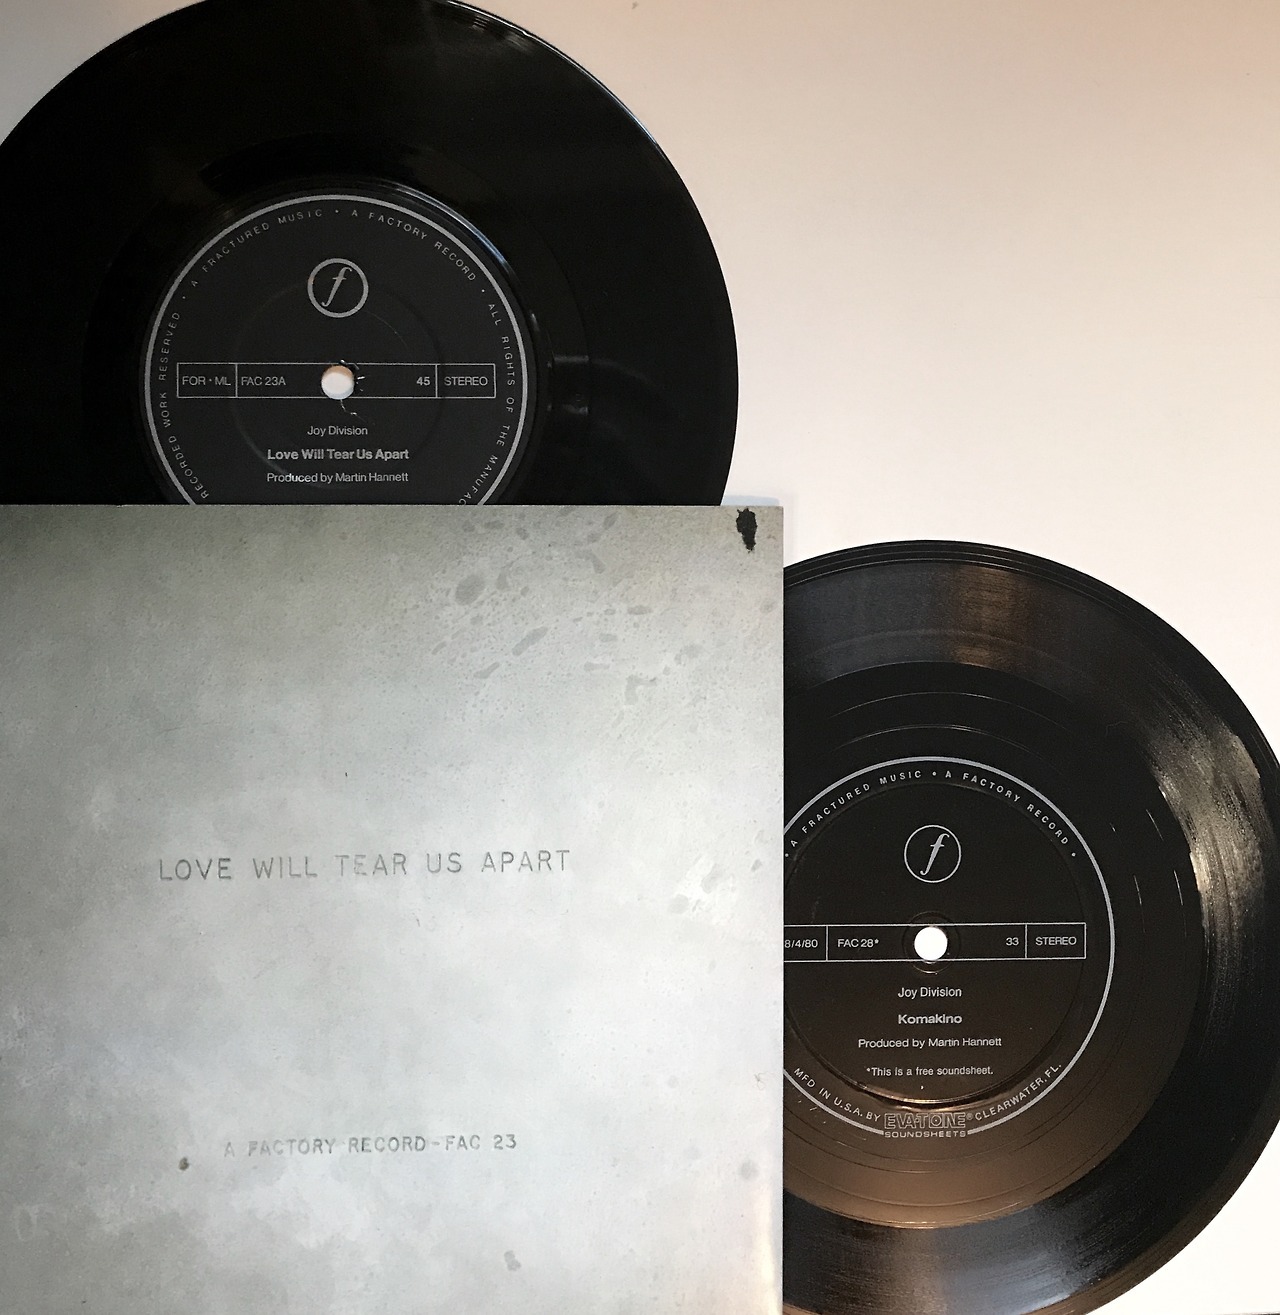 A FRACTURED MUSIC • A FACTORY RECORD • ALL RIGHTS OF THE MANUFAC
RECORDED WORK RESERVED •
f
FOR • ML FAC 23A 45 STEREO
Joy Division
Love Will Tear Us Apart
Produced by Martin Hannett
LOVE WILL TEAR US APART
A FACTORY RECORD-FAC 23
• A FRACTURED MUSIC • A FACTORY RECORD •
f
8/4/80 FAC 28* 33 STEREO
Joy Division
Komakino
Produced by Martin Hannett
*This is a free soundsheet.
MFD IN U.S.A. BY EVA-TONE® CLEARWATER, FL.
SOUNDSHEETS